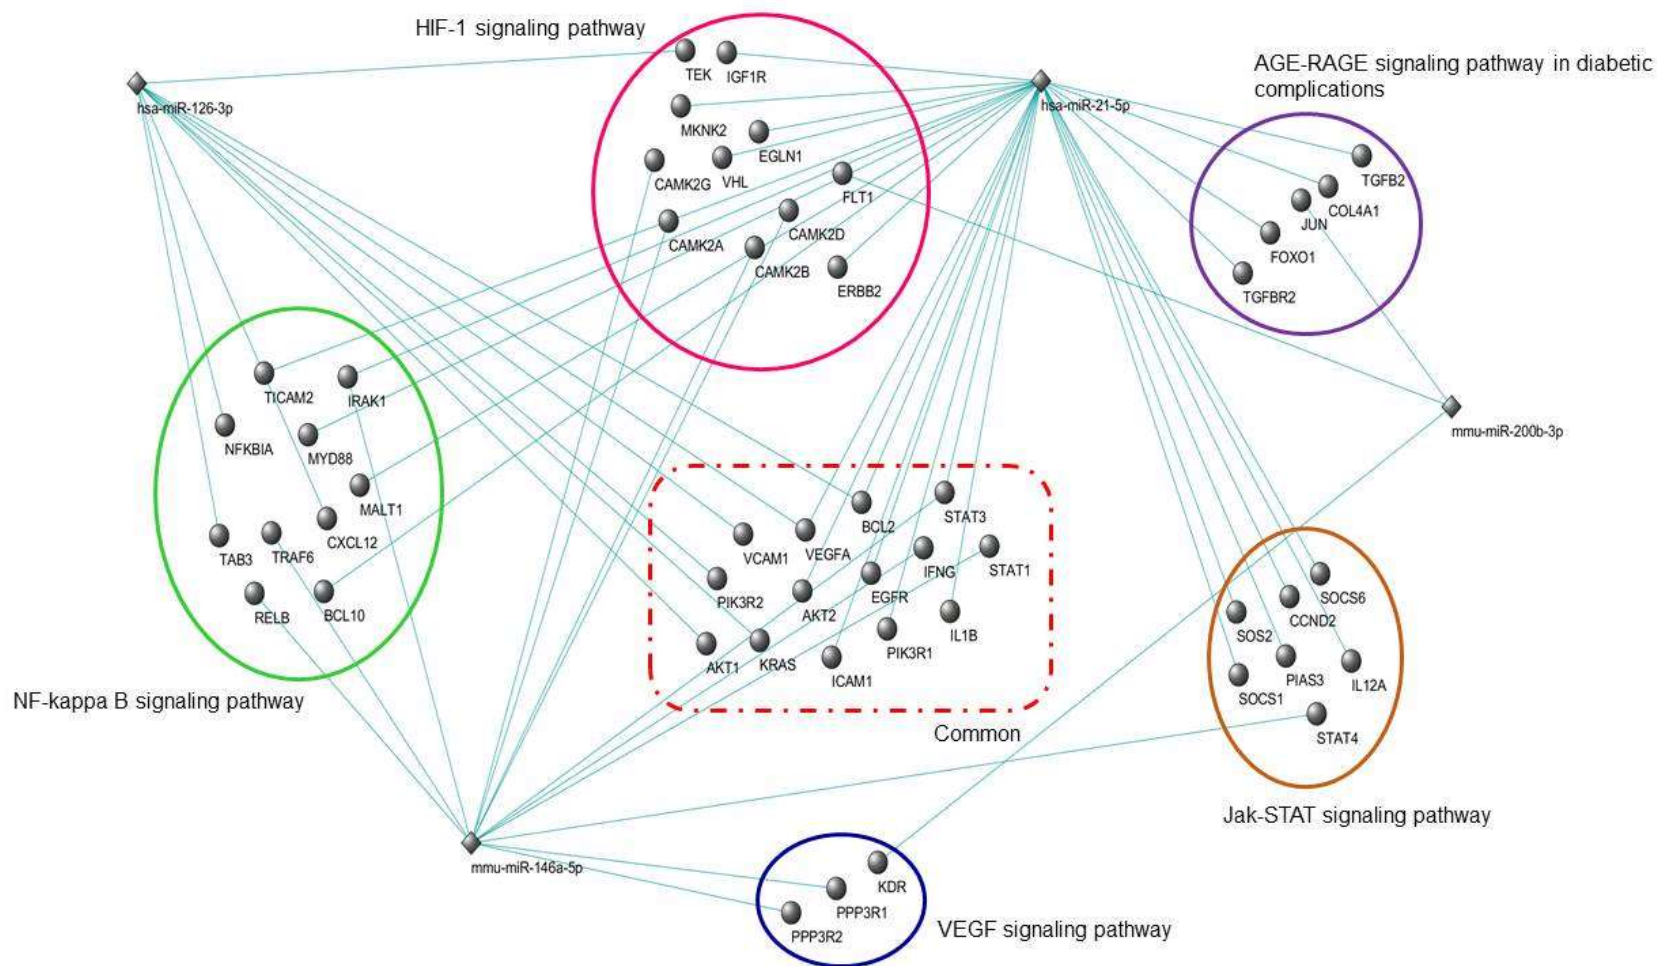 HIF-1 signaling pathway
TEK
IGF1R
AGE-RAGE signaling pathway in diabetic
complications
hsa-miR-126-3p
hsa-miR-21-5p
MKNK2
EGLN1
CAMK2G
VHL
FLT1
CAMK2A
CAMK2D
CAMK2B
ERBB2
TGFB2
COL4A1
JUN
FOXO1
TGFBR2
TICAM2
IRAK1
NFKBIA
MYD88
MALT1
CXCL12
TAB3
TRAF6
RELB
BCL10
NF-kappa B signaling pathway
mmu-miR-200b-3p
BCL2
STAT3
VCAM1
VEGFA
IFNG
STAT1
PIK3R2
AKT2
EGFR
IL1B
AKT1
KRAS
ICAM1
PIK3R1
Common
SOCS6
SOS2
CCND2
SOCS1
PIAS3
IL12A
STAT4
Jak-STAT signaling pathway
mmu-miR-146a-5p
KDR
PPP3R1
PPP3R2
VEGF signaling pathway